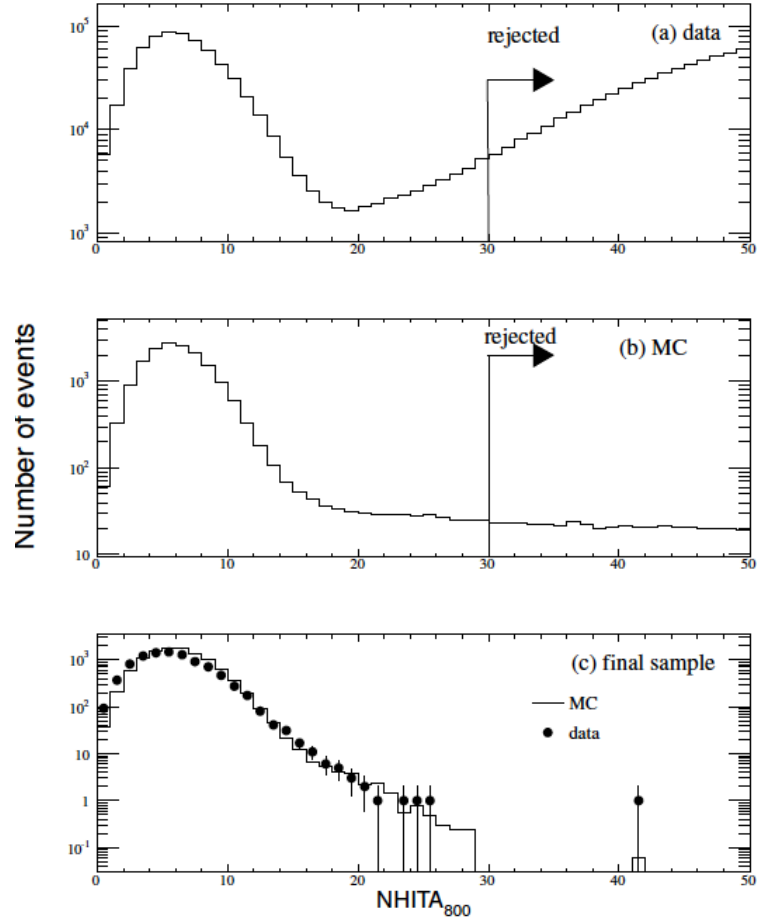 10^5
rejected
(a) data
10^4
10^3
0 10 20 30 40 50
Number of events
rejected
(b) MC
10^3
10^2
10
0 10 20 30 40 50
10^3
(c) final sample
10^2
MC
10
data
1
10^-1
0 10 20 30 40 50
NHITA_800